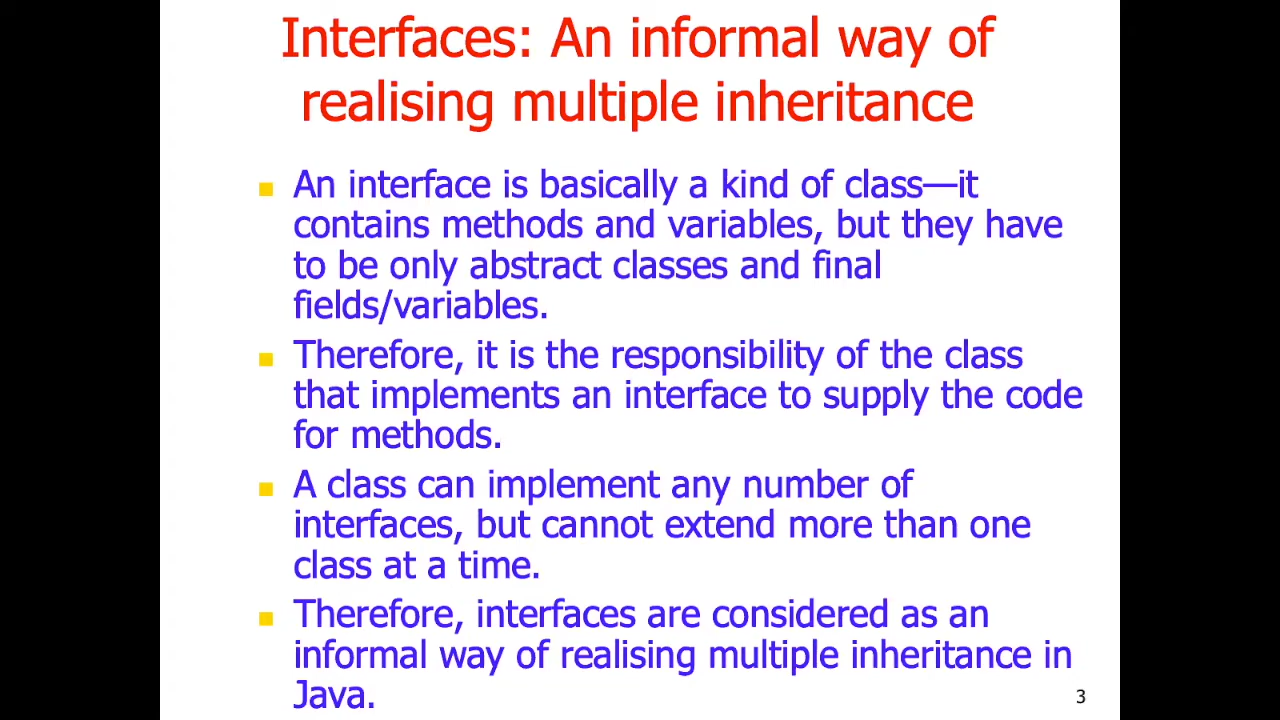 Interfaces: An informal way of
realising multiple inheritance
An interface is basically a kind of class—it
contains methods and variables, but they have
to be only abstract classes and final
fields/variables.
Therefore, it is the responsibility of the class
that implements an interface to supply the code
for methods.
A class can implement any number of
interfaces, but cannot extend more than one
class at a time.
Therefore, interfaces are considered as an
informal way of realising multiple inheritance in
Java.
3